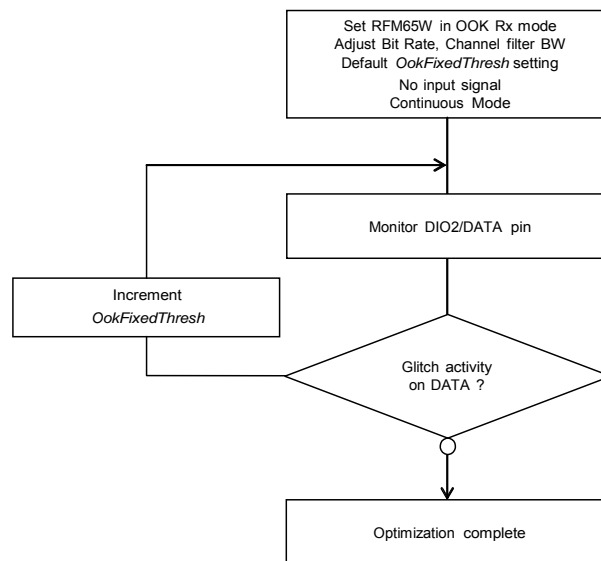 Set RFM65W in OOK Rx mode
Adjust Bit Rate, Channel filter BW
Default OokFixedThresh setting
No input signal
Continuous Mode
Monitor DIO2/DATA pin
Increment
OokFixedThresh
Glitch activity
on DATA ?
Optimization complete